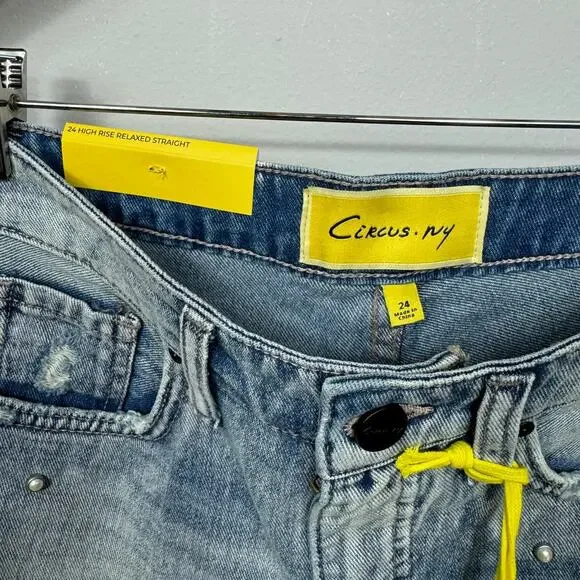 24 HIGH RISE RELAXED STRAIGHT
CIRCUS·NY
24
Made in
China